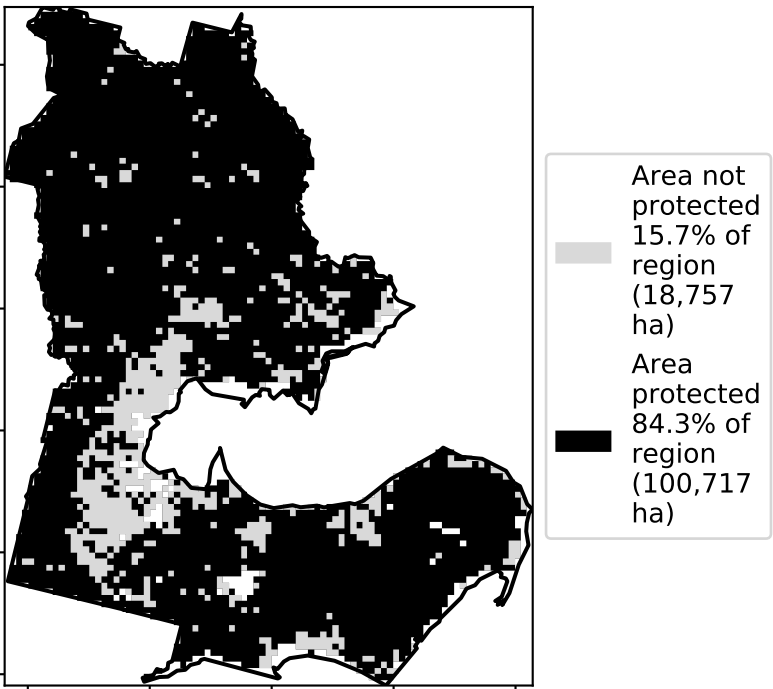 Area not
protected
15.7% of
region
(18,757
ha)
Area
protected
84.3% of
region
(100,717
ha)